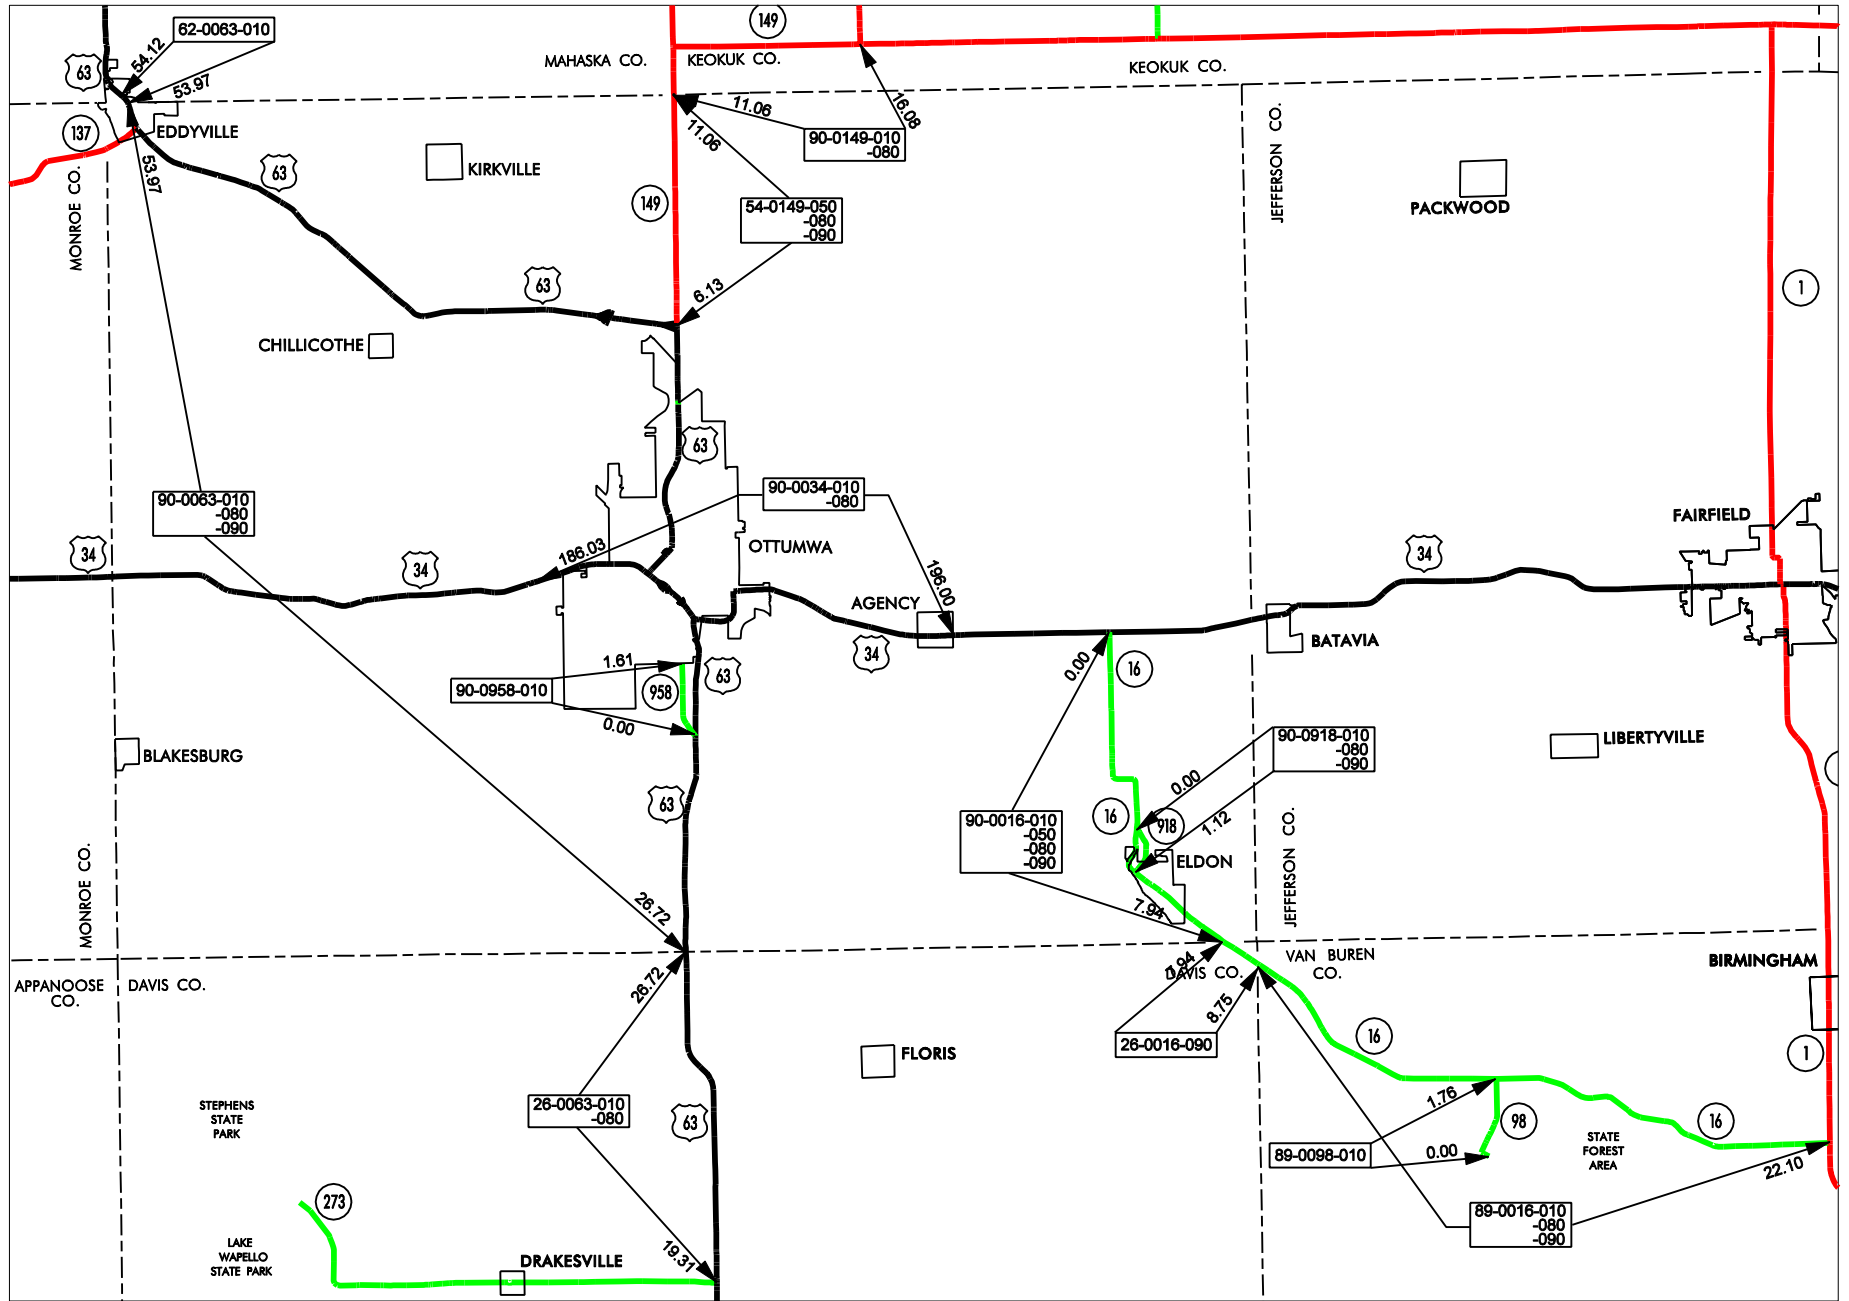 149
62-0063-010
54.12
63
MAHASKA CO.
KEOKUK CO.
KEOKUK CO.
53.97
11.06
16.08
137
EDDYVILLE
11.06
90-0149-010
-080
JEFFERSON CO.
53.97
63
KIRKVILLE
MONROE CO.
149
54-0149-050
-080
-090
PACKWOOD
63
6.13
1
CHILLICOTHE
63
90-0063-010
-080
-090
90-0034-010
-080
FAIRFIELD
34
186.03
OTTUMWA
34
34
196.00
AGENCY
34
BATAVIA
1.61
63
0.00
16
90-0958-010
958
0.00
BLAKESBURG
90-0918-010
-080
-090
LIBERTYVILLE
63
0.00
90-0016-010
-050
-080
-090
16
918
1.12
JEFFERSON CO.
ELDON
MONROE CO.
26.72
7.94
APPANOOSE
CO.
DAVIS CO.
26.72
7.94
DAVIS CO.
VAN BUREN
CO.
BIRMINGHAM
8.75
26-0016-090
16
FLORIS
1
STEPHENS
STATE
PARK
26-0063-010
-080
63
1.76
98
16
89-0098-010
0.00
STATE
FOREST
AREA
22.10
273
89-0016-010
-080
-090
LAKE
WAPELLO
STATE PARK
DRAKESVILLE
19.31